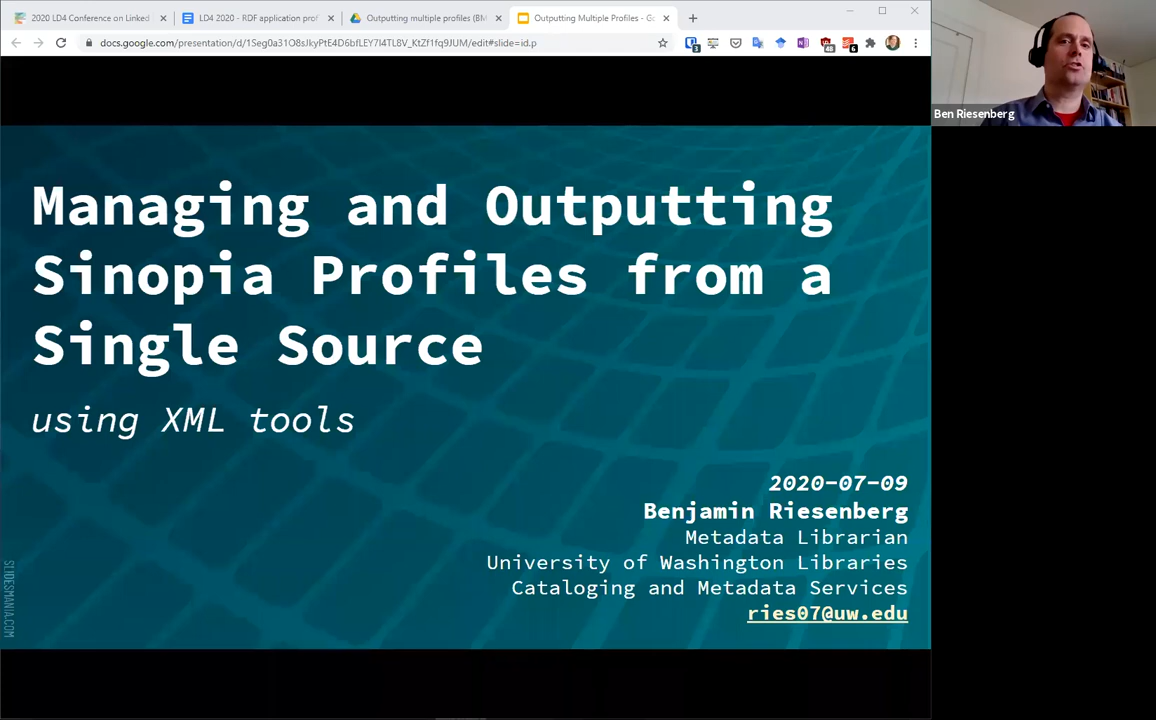 2020 LD4 Conference on Linked
LD4 2020 - RDF application prof
Outputting multiple profiles (BM
Outputting Multiple Profiles - Go
docs.google.com/presentation/d/1Seg0a31O8sJkyPtE4D6bfLEY7l4TL8V_KtZf1fq9JUM/edit#slide=id.p
Ben Riesenberg
Managing and Outputting
Sinopia Profiles from a
Single Source
using XML tools
2020-07-09
Benjamin Riesenberg
Metadata Librarian
University of Washington Libraries
Cataloging and Metadata Services
ries07@uw.edu
SLIDESMANIA.COM